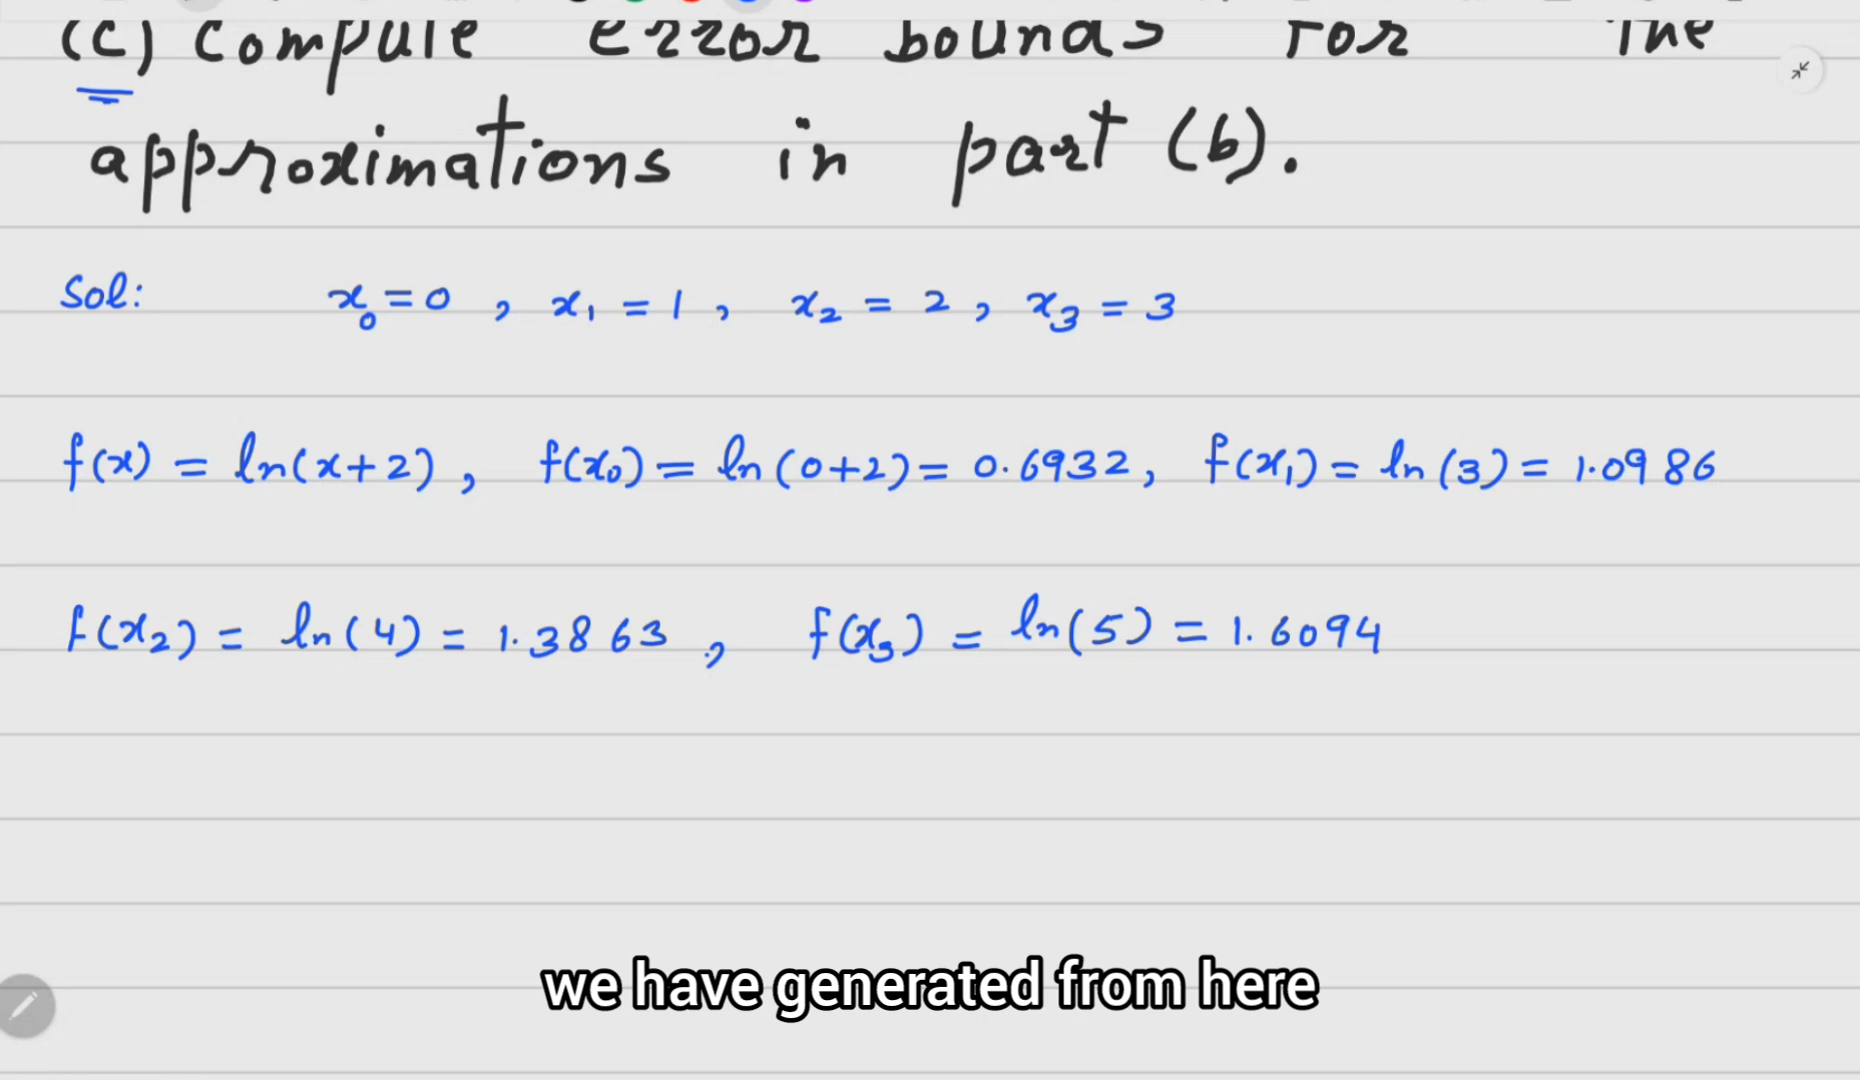 (c) Compute error bounds for the
approximations in part (b).
Sol: x₀ = 0 , x₁ = 1 , x₂ = 2 , x₃ = 3
f(x) = ln(x+2) , f(x₀) = ln(0+2) = 0.6932, f(x₁) = ln(3) = 1.0986
f(x₂) = ln(4) = 1.3863 , f(x₃) = ln(5) = 1.6094
we have generated from here